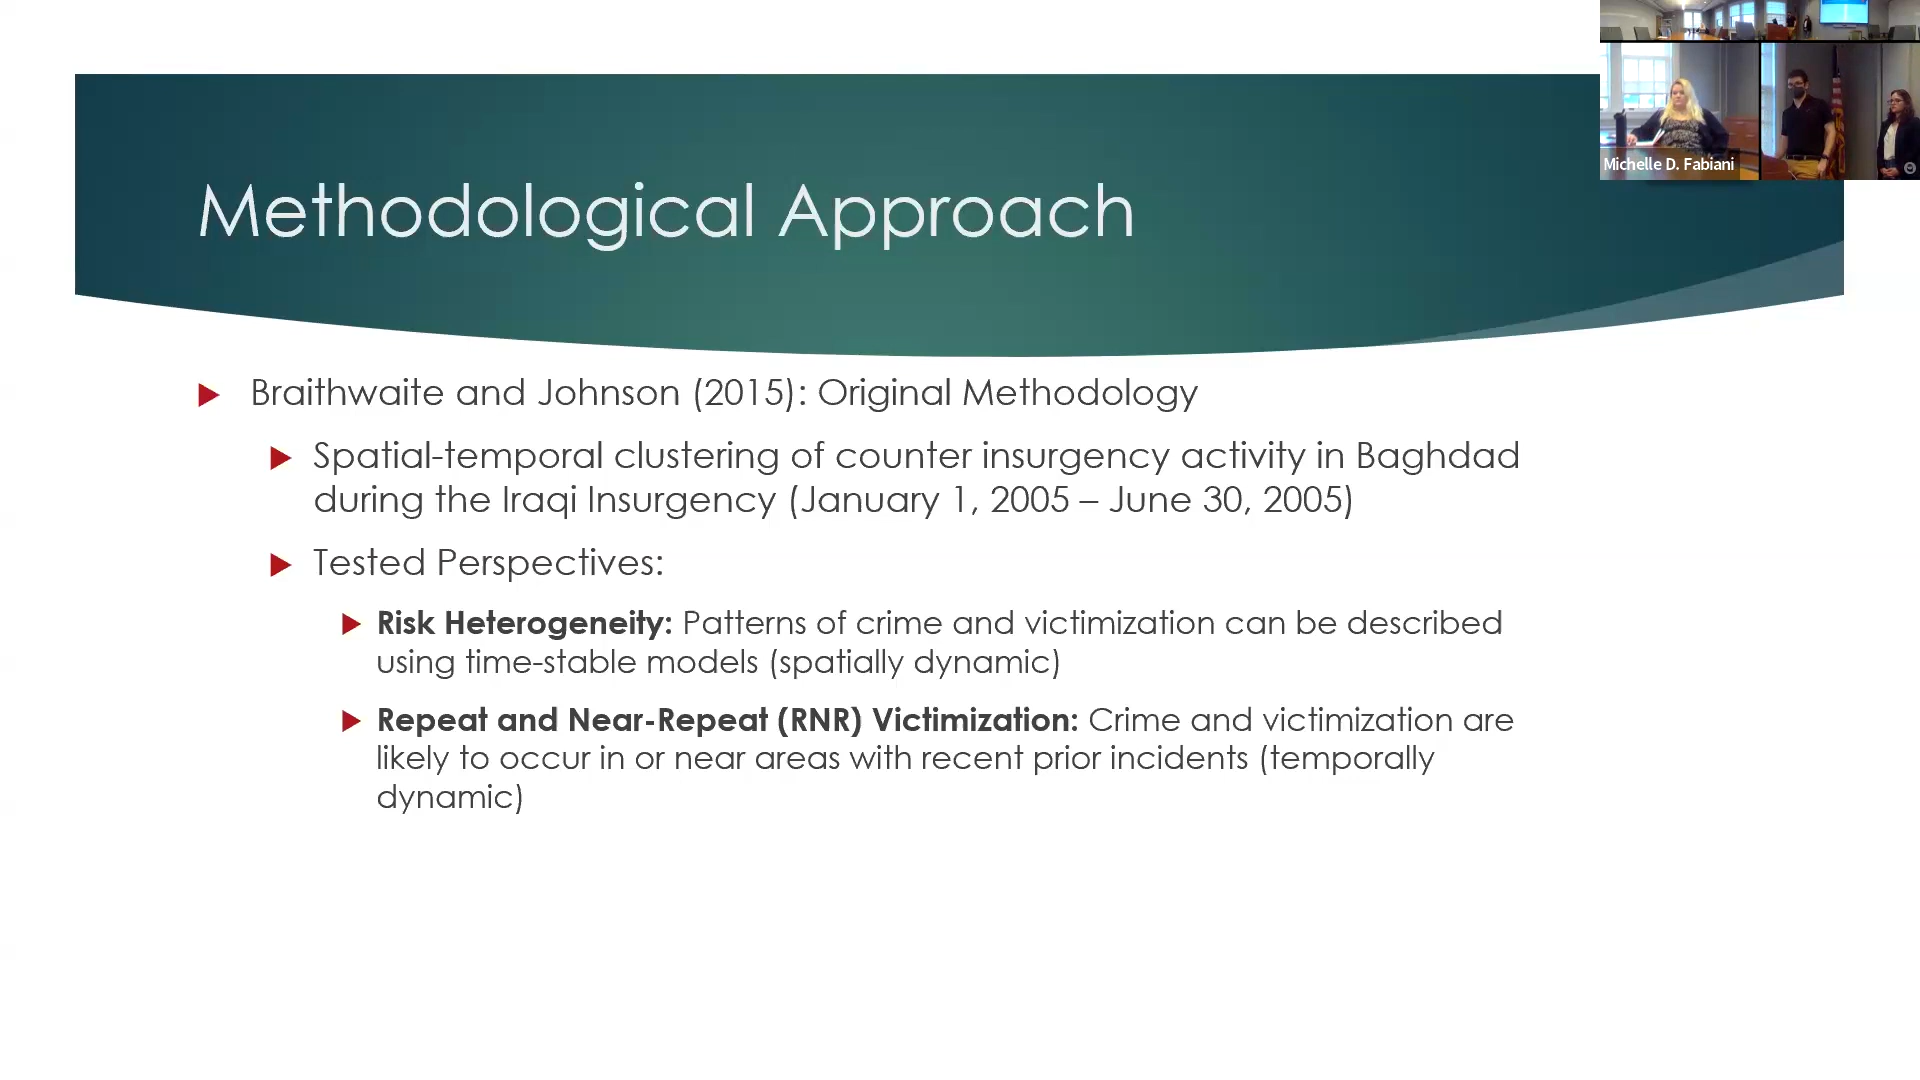 Methodological Approach
Michelle D. Fabiani
Braithwaite and Johnson (2015): Original Methodology
Spatial-temporal clustering of counter insurgency activity in Baghdad
during the Iraqi Insurgency (January 1, 2005 – June 30, 2005)
Tested Perspectives:
Risk Heterogeneity: Patterns of crime and victimization can be described
using time-stable models (spatially dynamic)
Repeat and Near-Repeat (RNR) Victimization: Crime and victimization are
likely to occur in or near areas with recent prior incidents (temporally
dynamic)